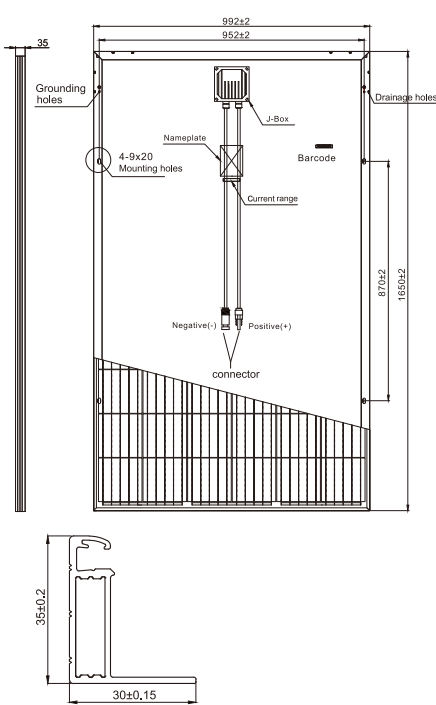 992±2
952±2
35
Grounding
holes
Drainage holes
J-Box
Nameplate
4-9x20
Mounting holes
Barcode
Current range
870±2
1650±2
Negative(-)
Positive(+)
connector
35±0.2
30±0.15